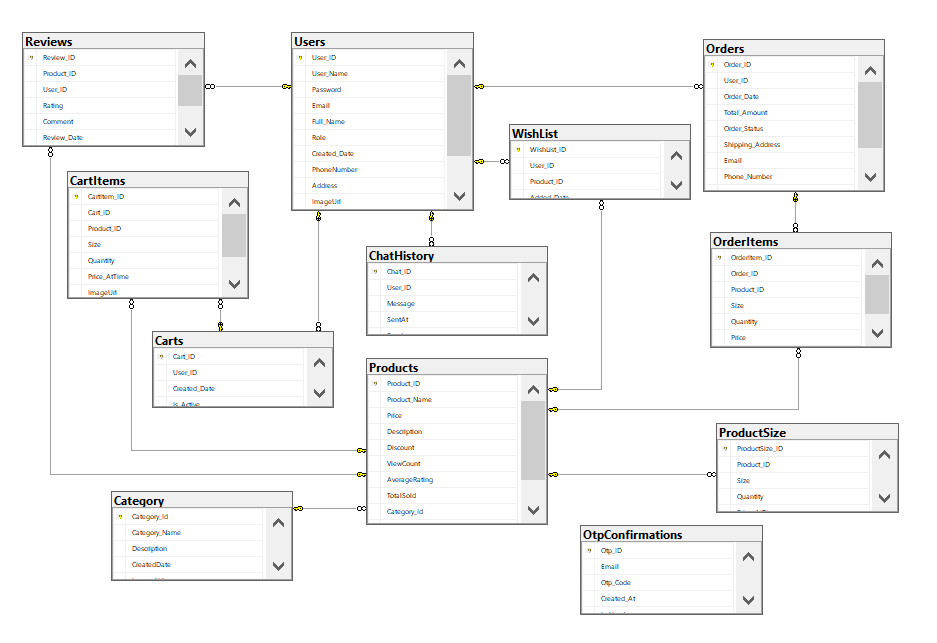 Reviews
Review_ID
Product_ID
User_ID
Rating
Comment
Review_Date
Users
User_ID
User_Name
Password
Email
Full_Name
Role
Created_Date
PhoneNumber
Address
ImageUrl
Orders
Order_ID
User_ID
Order_Date
Total_Amount
Order_Status
Shipping_Address
Email
Phone_Number
WishList
WishList_ID
User_ID
Product_ID
Added_Date
CartItems
CartItem_ID
Cart_ID
Product_ID
Size
Quantity
Price_AtTime
ImageUrl
ChatHistory
Chat_ID
User_ID
Message
SentAt
OrderItems
OrderItem_ID
Order_ID
Product_ID
Size
Quantity
Price
Carts
Cart_ID
User_ID
Created_Date
Is_Active
Products
Product_ID
Product_Name
Price
Description
Discount
ViewCount
AverageRating
TotalSold
Category_Id
ProductSize
ProductSize_ID
Product_ID
Size
Quantity
Category
Category_Id
Category_Name
Description
CreatedDate
OtpConfirmations
Otp_ID
Email
Otp_Code
Created_At